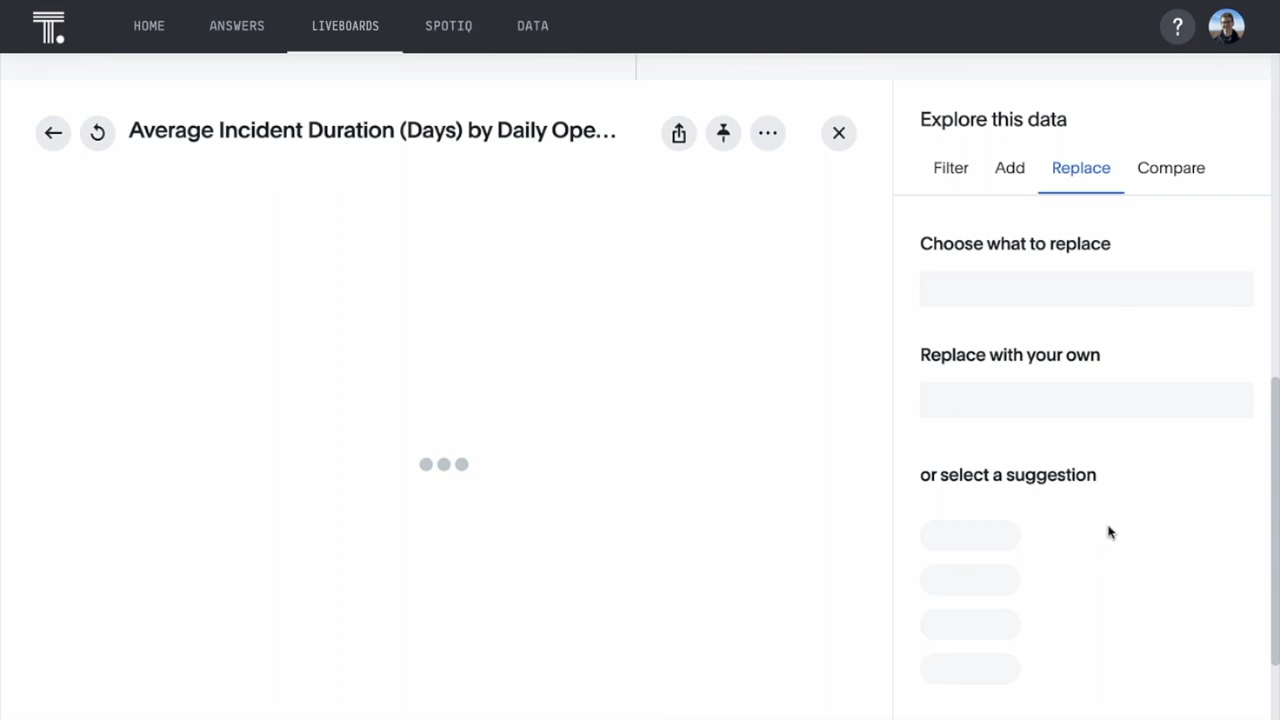 T.
HOME ANSWERS LIVEBOARDS SPOTIQ DATA ?
Average Incident Duration (Days) by Daily Ope...
Explore this data
Filter Add Replace Compare
Choose what to replace
Replace with your own
or select a suggestion